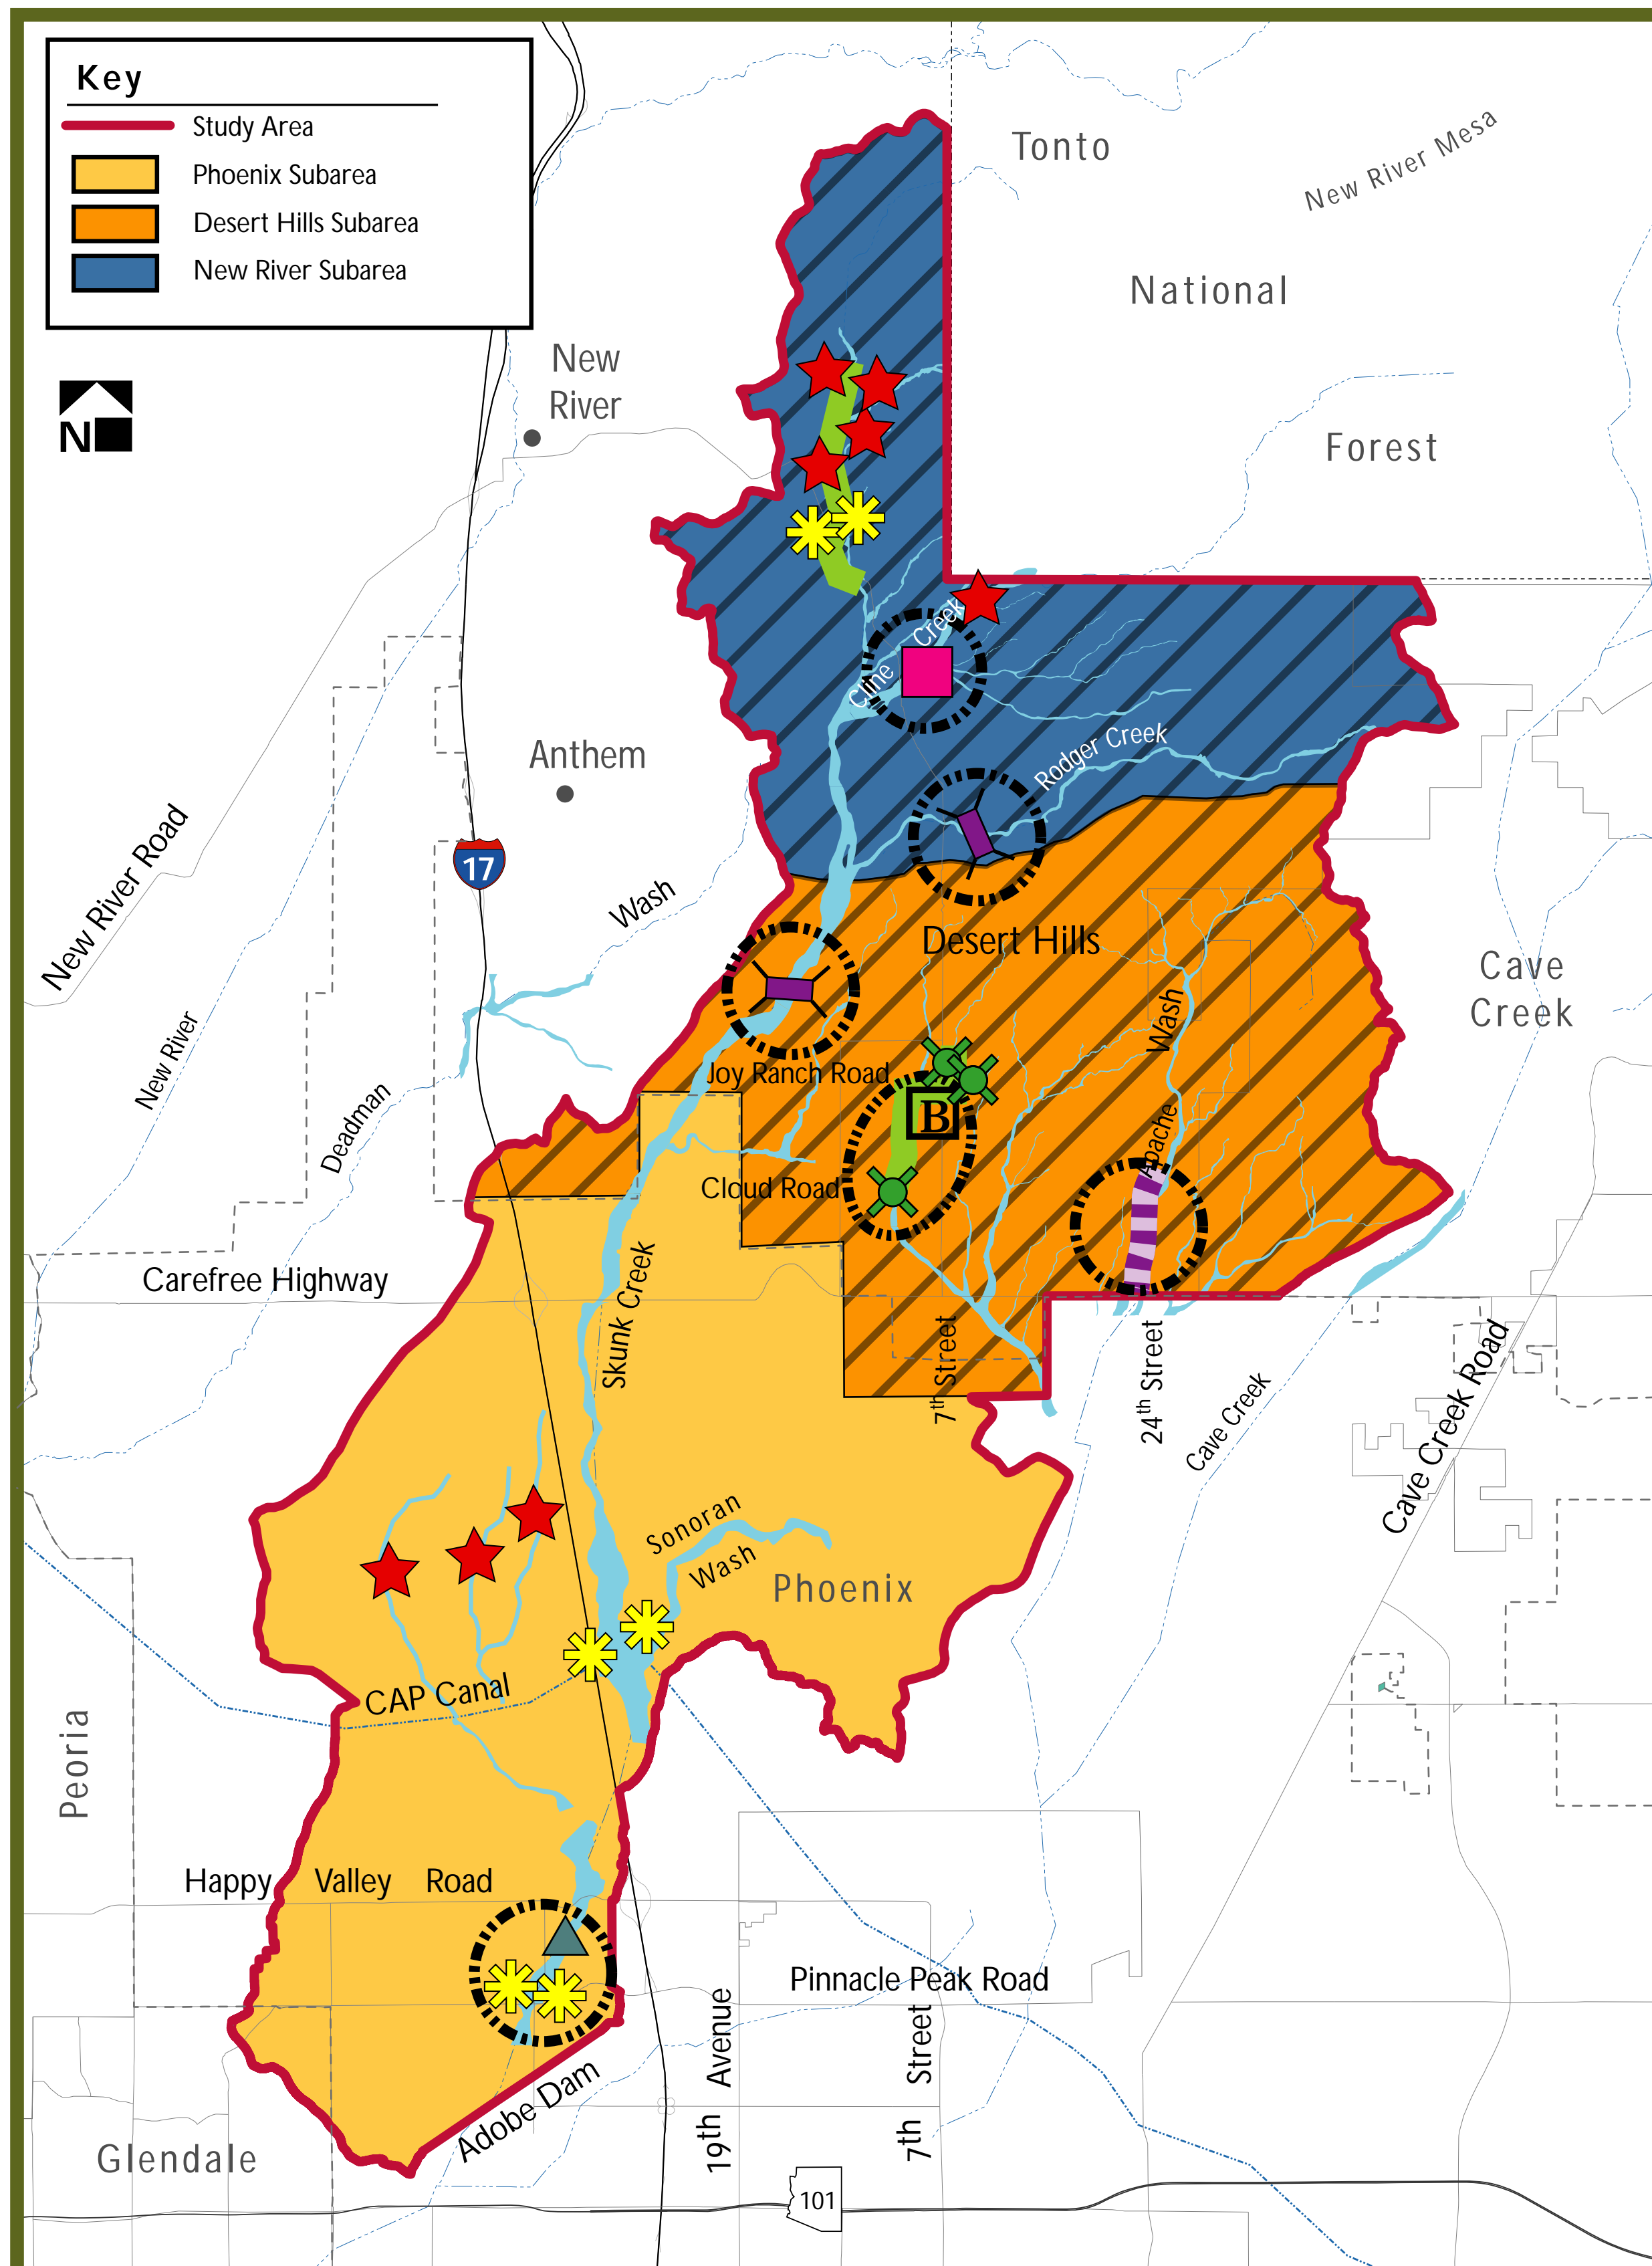 Key
Study Area
Phoenix Subarea
Desert Hills Subarea
New River Subarea
N
Tonto
New River Mesa
National
Forest
New
River
Cline Creek
Anthem
Rodger Creek
New River Road
17
Wash
Desert Hills
Cave
Creek
Wash
New River
Deadman
Joy Ranch Road
B
Apache
Cloud Road
Carefree Highway
Skunk Creek
7th Street
24th Street
Cave Creek
Cave Creek Road
Sonoran
Wash
Phoenix
CAP Canal
Peoria
Happy Valley Road
Pinnacle Peak Road
19th Avenue
7th Street
Adobe Dam
Glendale
101